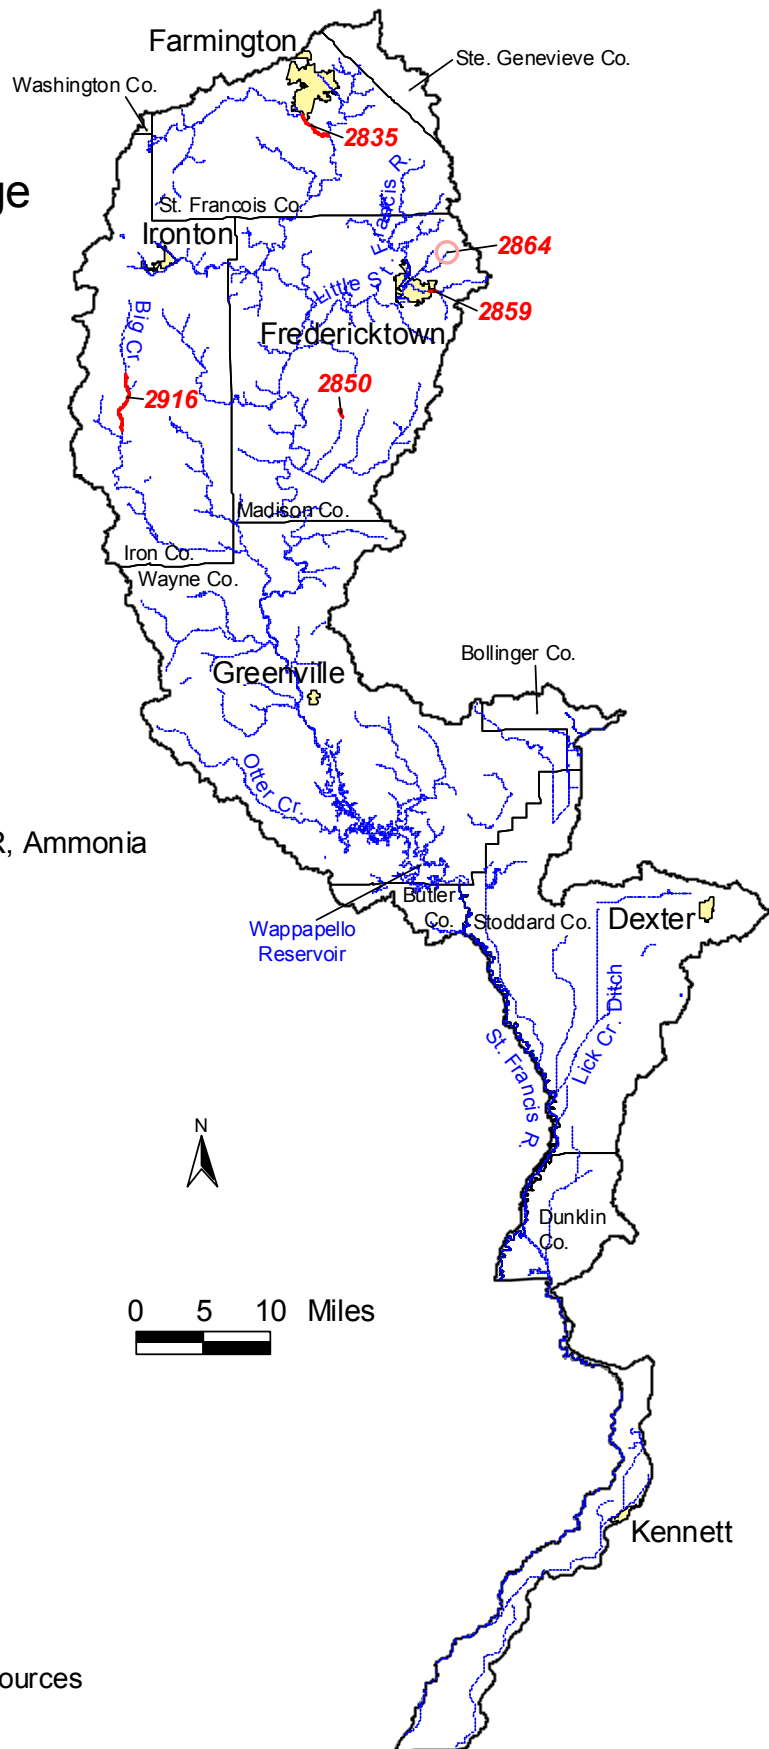 Farmington
Ste. Genevieve Co.
Washington Co.
2835
ge
St. Francois Co.
Ironton
Little St. Francis R.
2864
2859
Big Cr.
Fredericktown
2916
2850
Madison Co.
Iron Co.
Wayne Co.
Bollinger Co.
Greenville
Otter Cr.
R, Ammonia
Butler
Co.
Stoddard Co.
Dexter
Wappapello
Reservoir
Lick Cr. Ditch
St. Francis R.
N
Dunklin
Co.
0 5 10 Miles
Kennett
ources